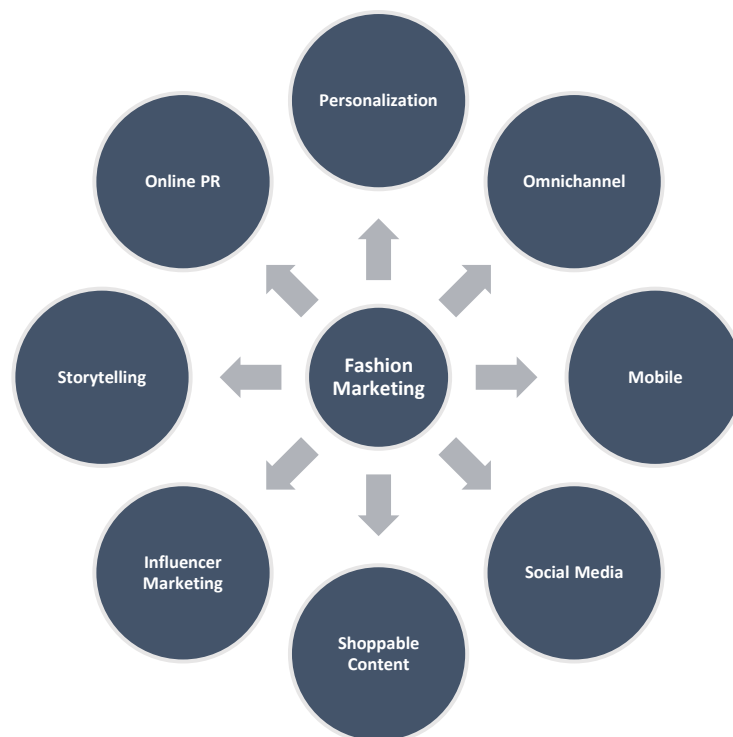 Personalization
Online PR
Omnichannel
Storytelling
Fashion
Marketing
Mobile
Influencer
Marketing
Social Media
Shoppable
Content